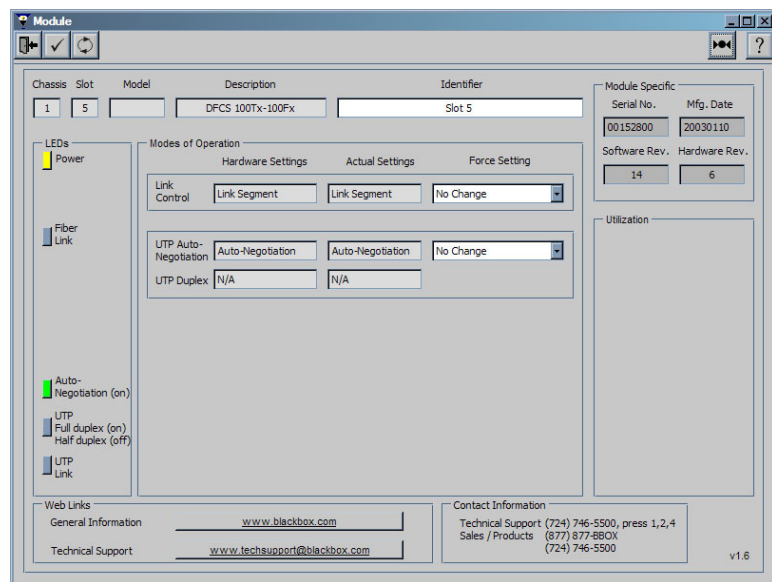 Module
?
Chassis Slot Model Description Identifier
1 5 DFCS 100Tx-100Fx Slot 5
Module Specific
Serial No. Mfg. Date
00152800 20030110
Software Rev. Hardware Rev.
14 6
LEDs
Power
Fiber
Link
Auto-
Negotiation (on)
UTP
Full duplex (on)
Half duplex (off)
UTP
Link
Modes of Operation
Hardware Settings Actual Settings Force Setting
Link
Control Link Segment Link Segment No Change
UTP Auto-
Negotiation Auto-Negotiation Auto-Negotiation No Change
UTP Duplex N/A N/A
Utilization
Web Links
General Information www.blackbox.com
Technical Support www.techsupport@blackbox.com
Contact Information
Technical Support (724) 746-5500, press 1,2,4
Sales / Products (877) 877-BBOX
(724) 746-5500
v1.6